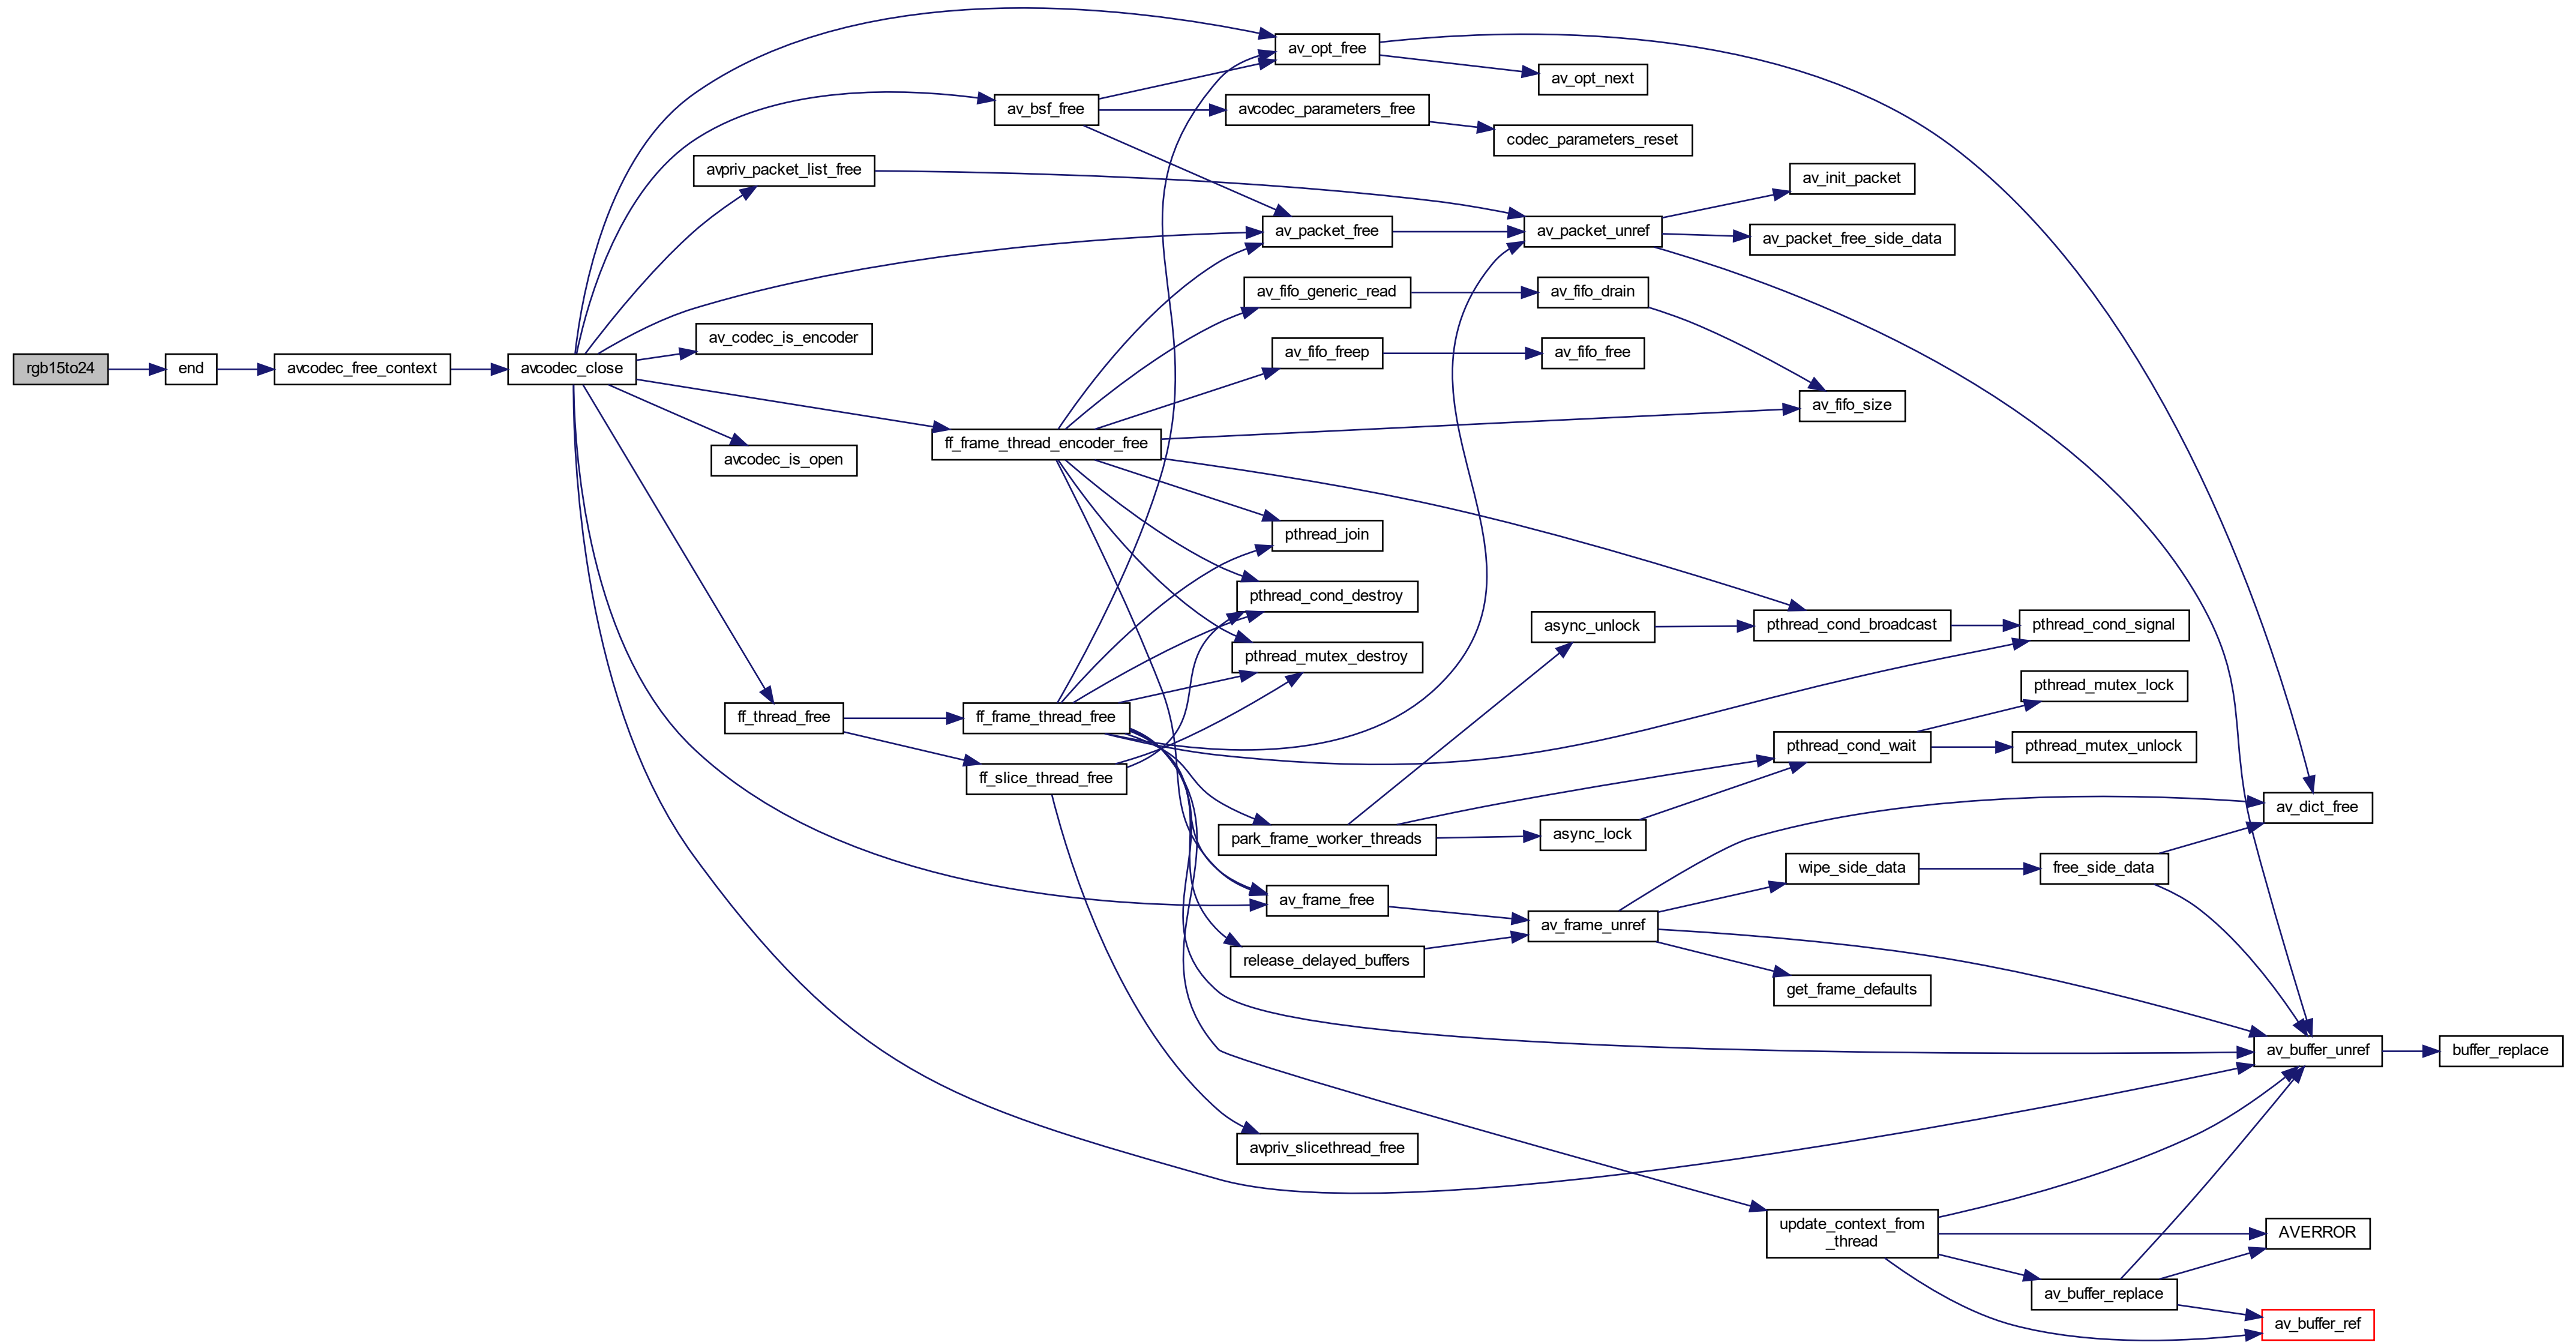 rgb15to24
end
avcodec_free_context
avcodec_close
av_opt_free
av_opt_next
av_bsf_free
avcodec_parameters_free
codec_parameters_reset
avpriv_packet_list_free
av_init_packet
av_packet_free
av_packet_unref
av_packet_free_side_data
av_fifo_generic_read
av_fifo_drain
av_codec_is_encoder
av_fifo_freep
av_fifo_free
av_fifo_size
ff_frame_thread_encoder_free
avcodec_is_open
pthread_join
pthread_cond_destroy
async_unlock
pthread_cond_broadcast
pthread_cond_signal
pthread_mutex_destroy
pthread_mutex_lock
ff_thread_free
ff_frame_thread_free
pthread_cond_wait
pthread_mutex_unlock
ff_slice_thread_free
av_dict_free
park_frame_worker_threads
async_lock
wipe_side_data
free_side_data
av_frame_free
av_frame_unref
release_delayed_buffers
get_frame_defaults
av_buffer_unref
buffer_replace
avpriv_slicethread_free
update_context_from
_thread
AVERROR
av_buffer_replace
av_buffer_ref